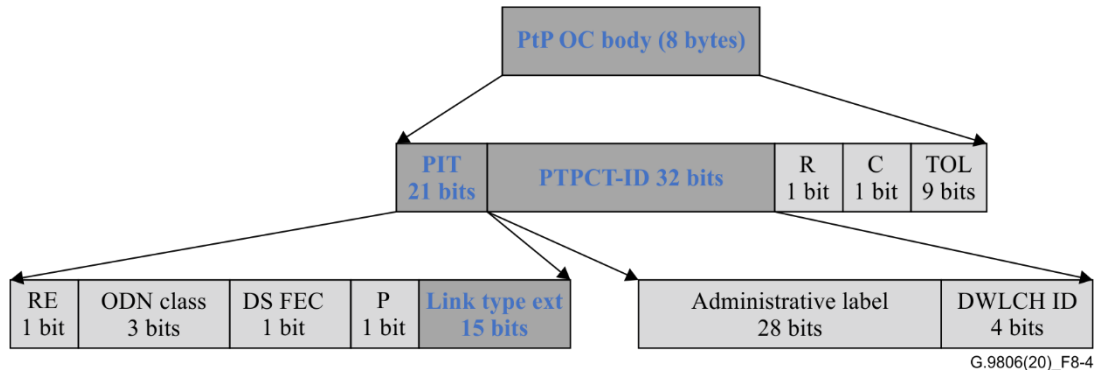 PtP OC body (8 bytes)
PIT
21 bits
PTPCT-ID 32 bits
R
1 bit
C
1 bit
TOL
9 bits
RE
1 bit
ODN class
3 bits
DS FEC
1 bit
P
1 bit
Link type ext
15 bits
Administrative label
28 bits
DWLCH ID
4 bits
G.9806(20)_F8-4